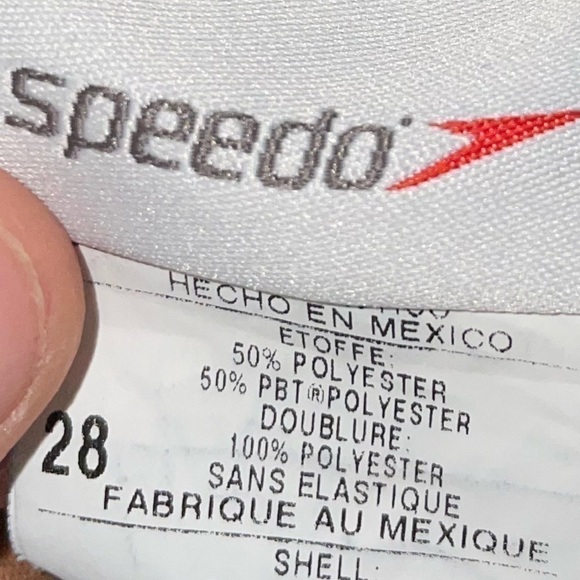 speedo
HECHO EN MEXICO
ETOFFE:
50% POLYESTER
50% PBT®POLYESTER
DOUBLURE:
100% POLYESTER
28
SANS ELASTIQUE
FABRIQUE AU MEXIQUE
SHELL: